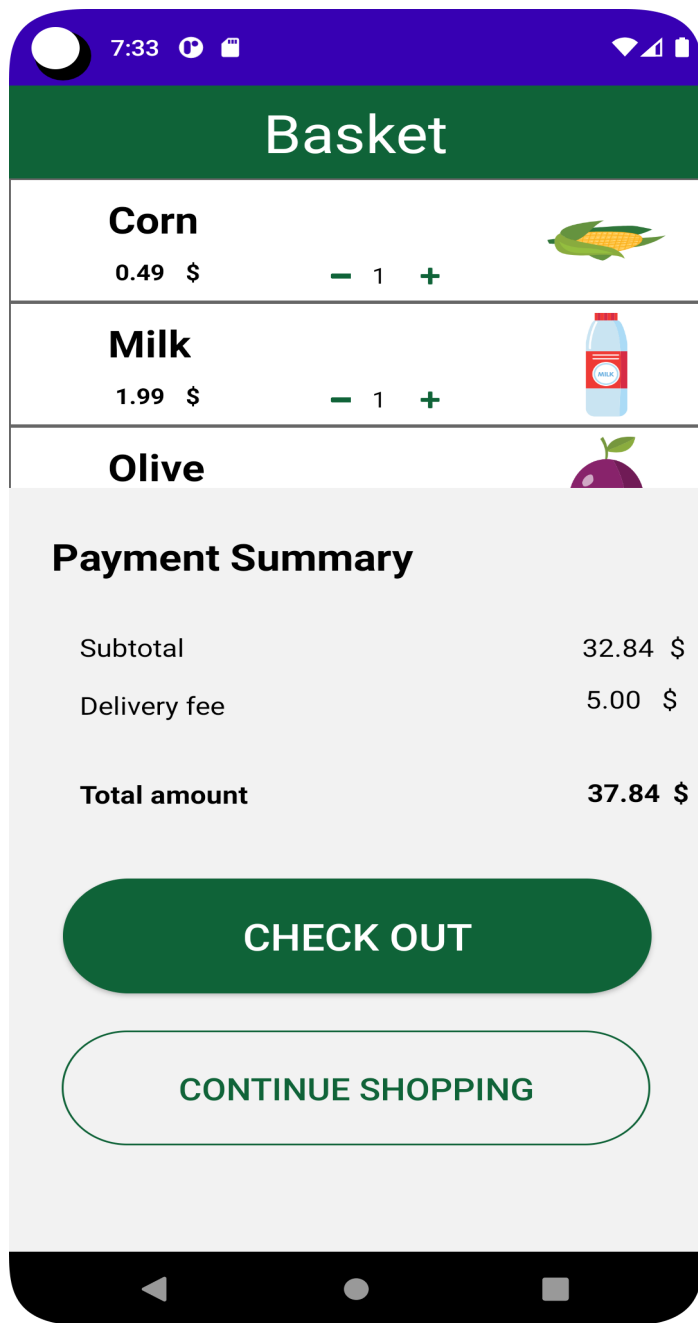 7:33
Basket
Corn
0.49 $
1
Milk
MILK
1.99 $
1
Olive
Payment Summary
Subtotal 32.84 $
Delivery fee 5.00 $
Total amount 37.84 $
CHECK OUT
CONTINUE SHOPPING